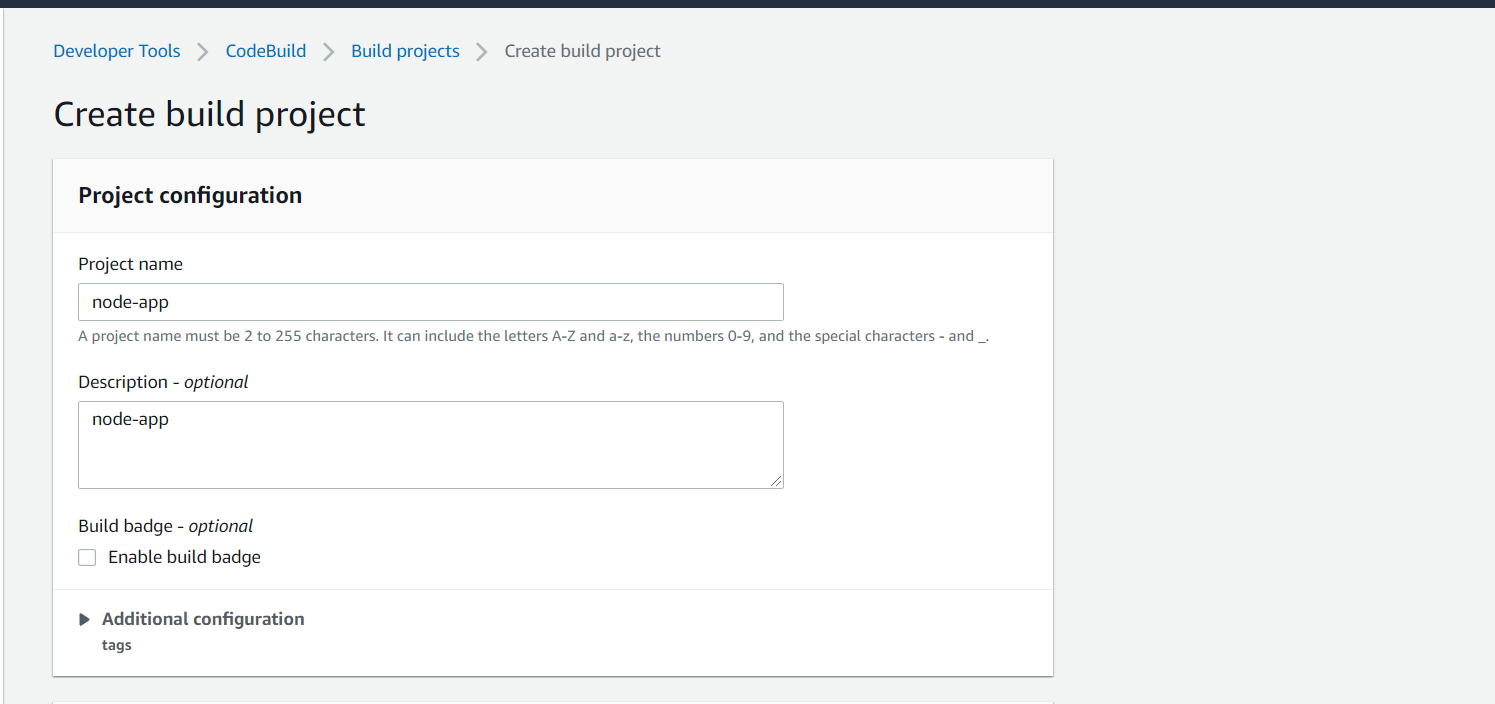 Developer Tools > CodeBuild > Build projects > Create build project
Create build project
Project configuration
Project name
node-app
A project name must be 2 to 255 characters. It can include the letters A-Z and a-z, the numbers 0-9, and the special characters - and _.
Description - optional
node-app
Build badge - optional
Enable build badge
Additional configuration
tags